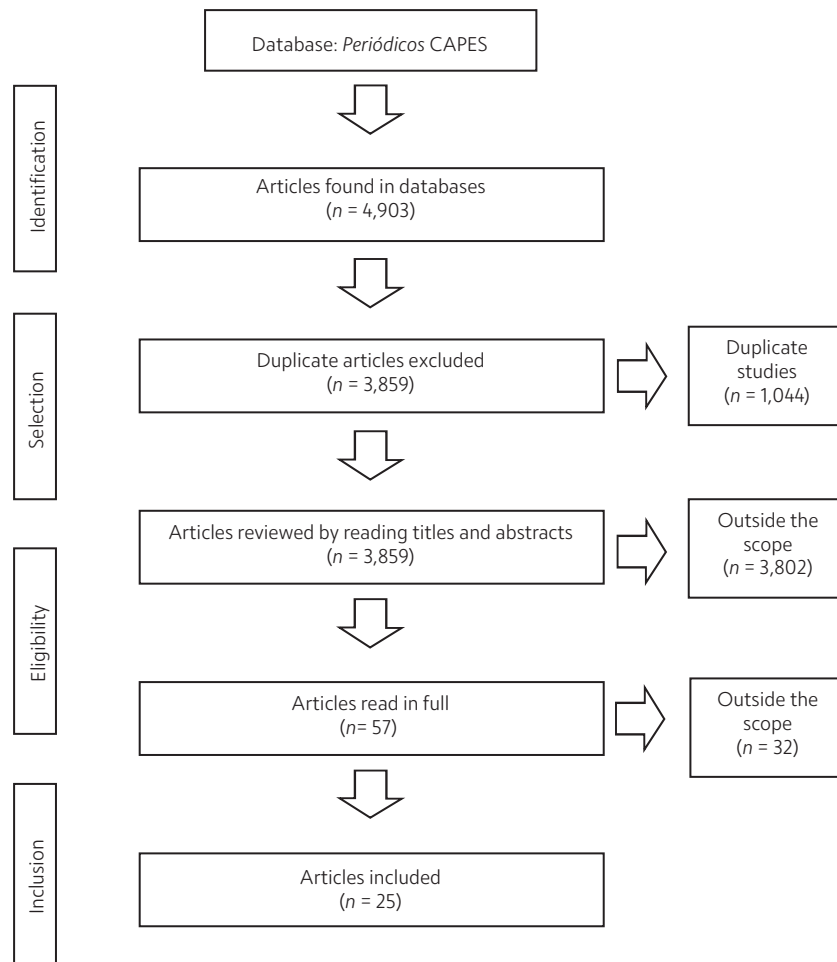 Database: Periódicos CAPES
Identification
Articles found in databases
(n = 4,903)
Selection
Duplicate articles excluded
(n = 3,859)
Duplicate
studies
(n = 1,044)
Articles reviewed by reading titles and abstracts
(n = 3,859)
Outside the
scope
(n = 3,802)
Eligibility
Articles read in full
(n= 57)
Outside the
scope
(n = 32)
Inclusion
Articles included
(n = 25)